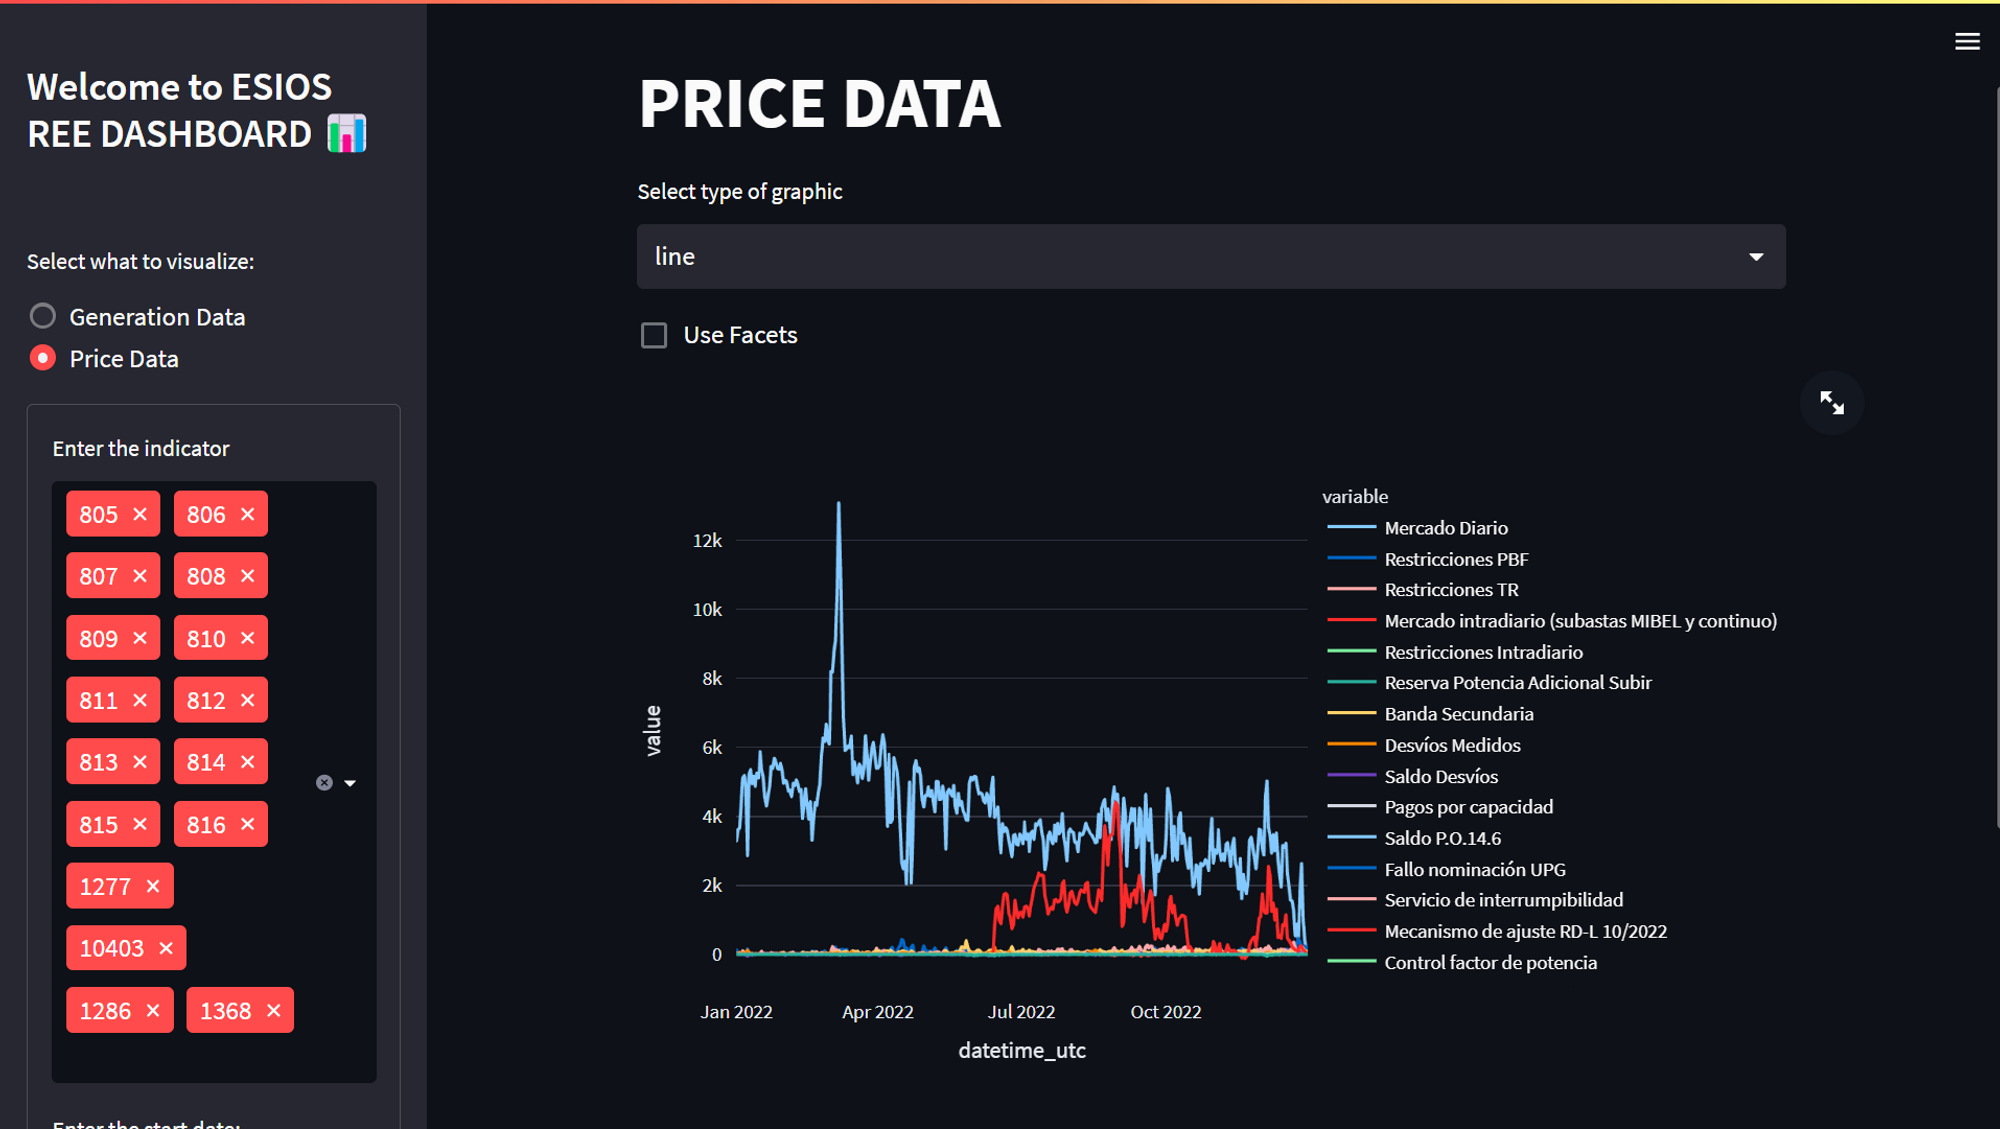 Welcome to ESIOS
REE DASHBOARD
Select what to visualize:
Generation Data
Price Data
Enter the indicator
805 ×  806 ×
807 ×  808 ×
809 ×  810 ×
811 ×  812 ×
813 ×  814 ×
815 ×  816 ×
1277 ×
10403 ×
1286 ×  1368 ×
Enter the start date:
PRICE DATA
Select type of graphic
line
Use Facets
value
12k
10k
8k
6k
4k
2k
0
Jan 2022  Apr 2022  Jul 2022  Oct 2022
datetime_utc
variable
Mercado Diario
Restricciones PBF
Restricciones TR
Mercado intradiario (subastas MIBEL y continuo)
Restricciones Intradiario
Reserva Potencia Adicional Subir
Banda Secundaria
Desvíos Medidos
Saldo Desvíos
Pagos por capacidad
Saldo P.O.14.6
Fallo nominación UPG
Servicio de interrumpibilidad
Mecanismo de ajuste RD-L 10/2022
Control factor de potencia